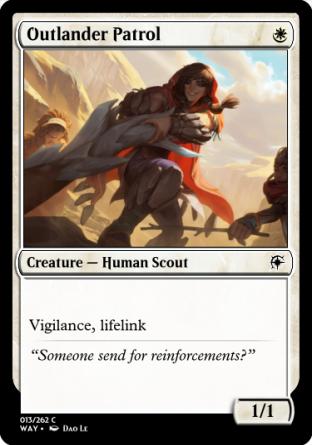 Outlander Patrol
Creature — Human Scout
Vigilance, lifelink
“Someone send for reinforcements?”
1/1
013/262 C
WAY • Dao Le